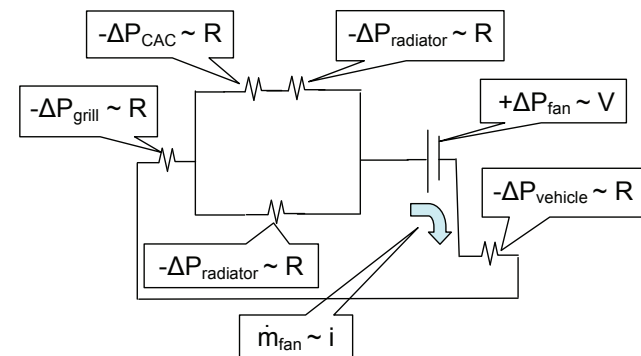 -ΔP_CAC ~ R
-ΔP_radiator ~ R
-ΔP_grill ~ R
+ΔP_fan ~ V
-ΔP_vehicle ~ R
-ΔP_radiator ~ R
ṁ_fan ~ i